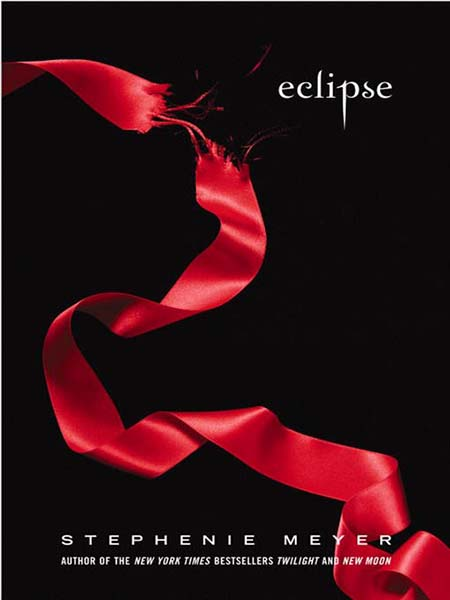 eclipse
STEPHENIE MEYER
AUTHOR OF THE NEW YORK TIMES BESTSELLERS TWILIGHT AND NEW MOON